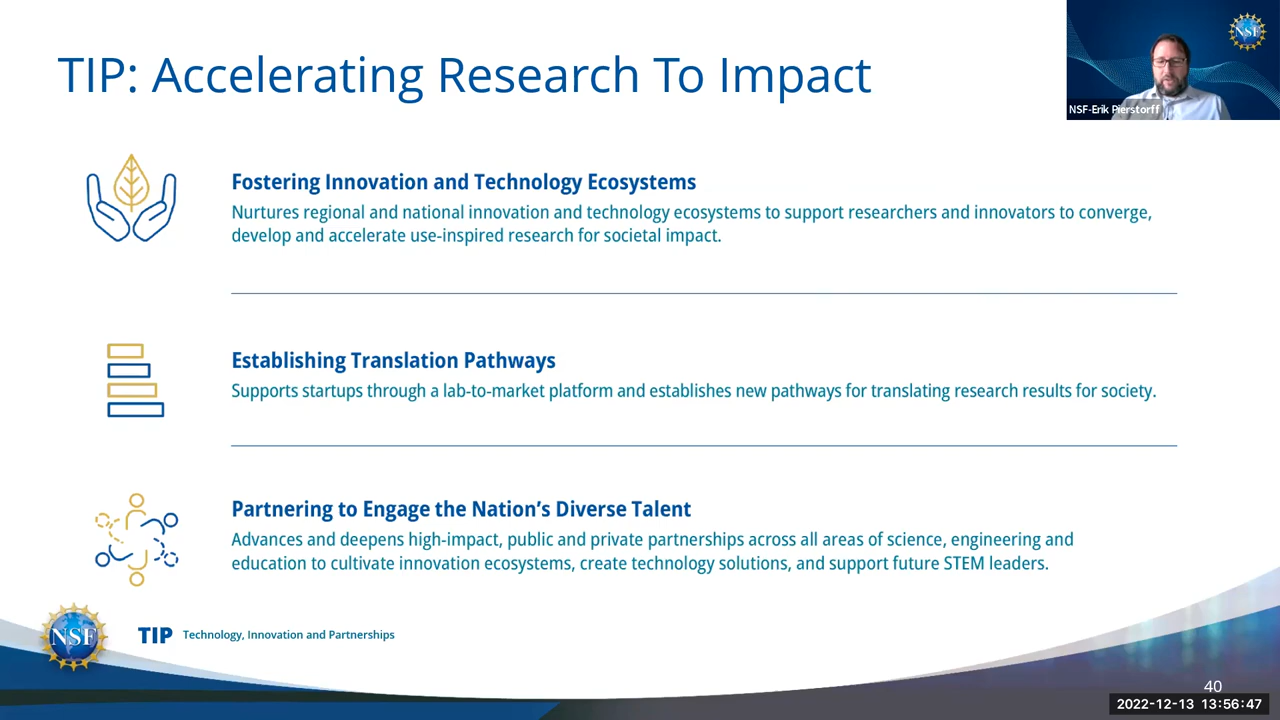 TIP: Accelerating Research To Impact
NSF
NSF-Erik Pierstorff
Fostering Innovation and Technology Ecosystems
Nurtures regional and national innovation and technology ecosystems to support researchers and innovators to converge,
develop and accelerate use-inspired research for societal impact.
Establishing Translation Pathways
Supports startups through a lab-to-market platform and establishes new pathways for translating research results for society.
Partnering to Engage the Nation’s Diverse Talent
Advances and deepens high-impact, public and private partnerships across all areas of science, engineering and
education to cultivate innovation ecosystems, create technology solutions, and support future STEM leaders.
NSF
TIP Technology, Innovation and Partnerships
40
2022-12-13 13:56:47